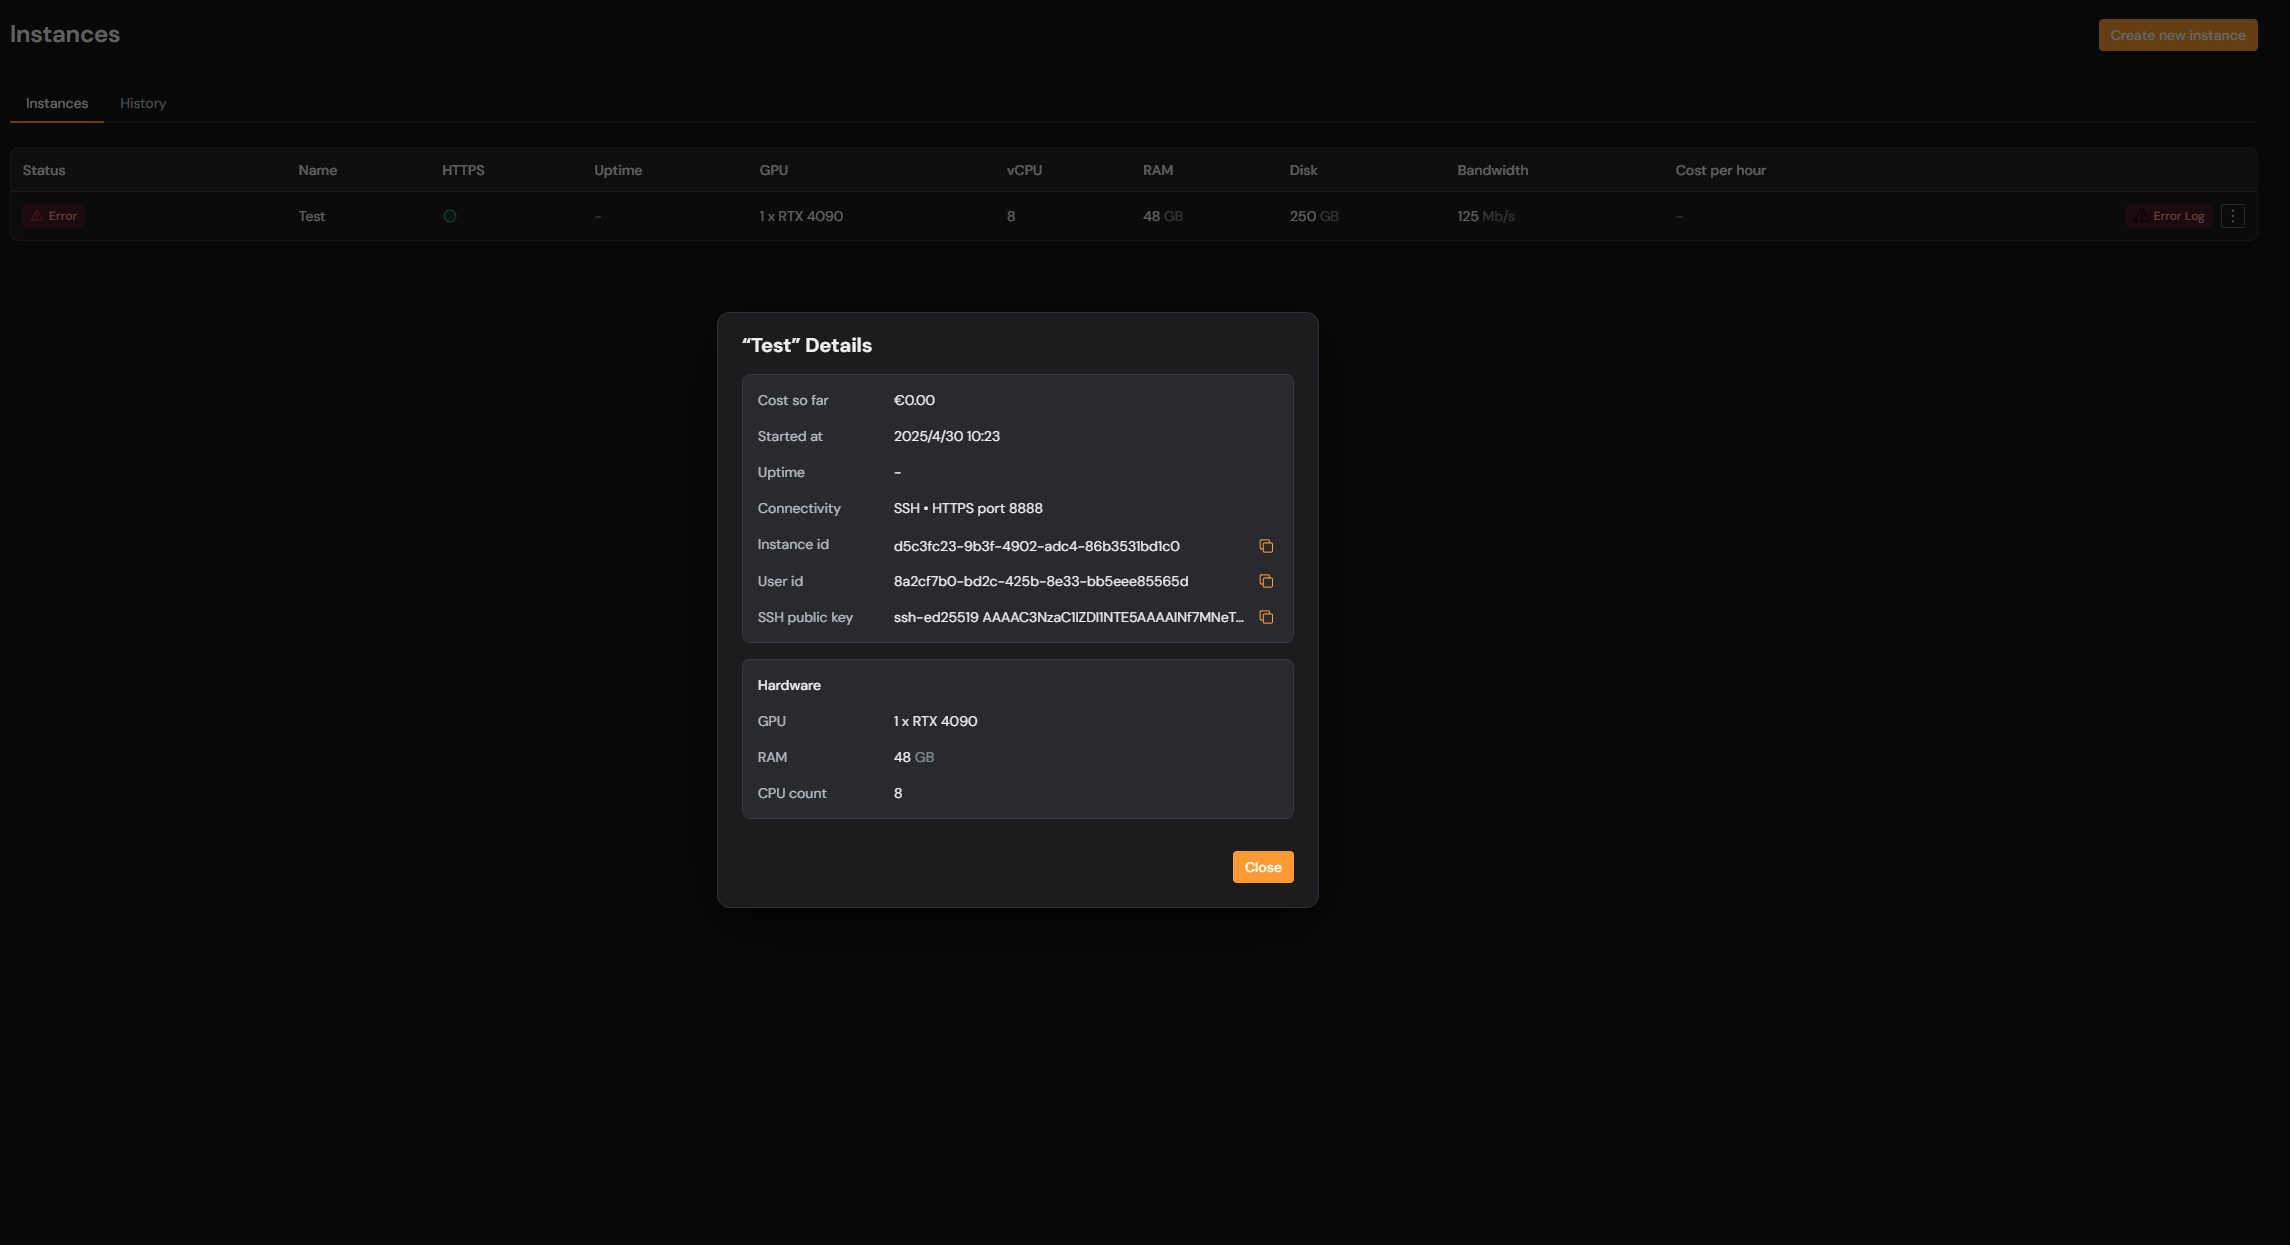 Instances
Create new instance
Instances History
Status Name HTTPS Uptime GPU vCPU RAM Disk Bandwidth Cost per hour
Error Test – 1 x RTX 4090 8 48 GB 250 GB 125 Mb/s – Error Log
“Test” Details
Cost so far €0.00
Started at 2025/4/30 10:23
Uptime –
Connectivity SSH • HTTPS port 8888
Instance id d5c3fc23-9b3f-4902-adc4-86b3531bd1c0
User id 8a2cf7b0-bd2c-425b-8e33-bb5eee85565d
SSH public key ssh-ed25519 AAAAC3NzaC1lZDI1NTE5AAAAINf7MNeT...
Hardware
GPU 1 x RTX 4090
RAM 48 GB
CPU count 8
Close